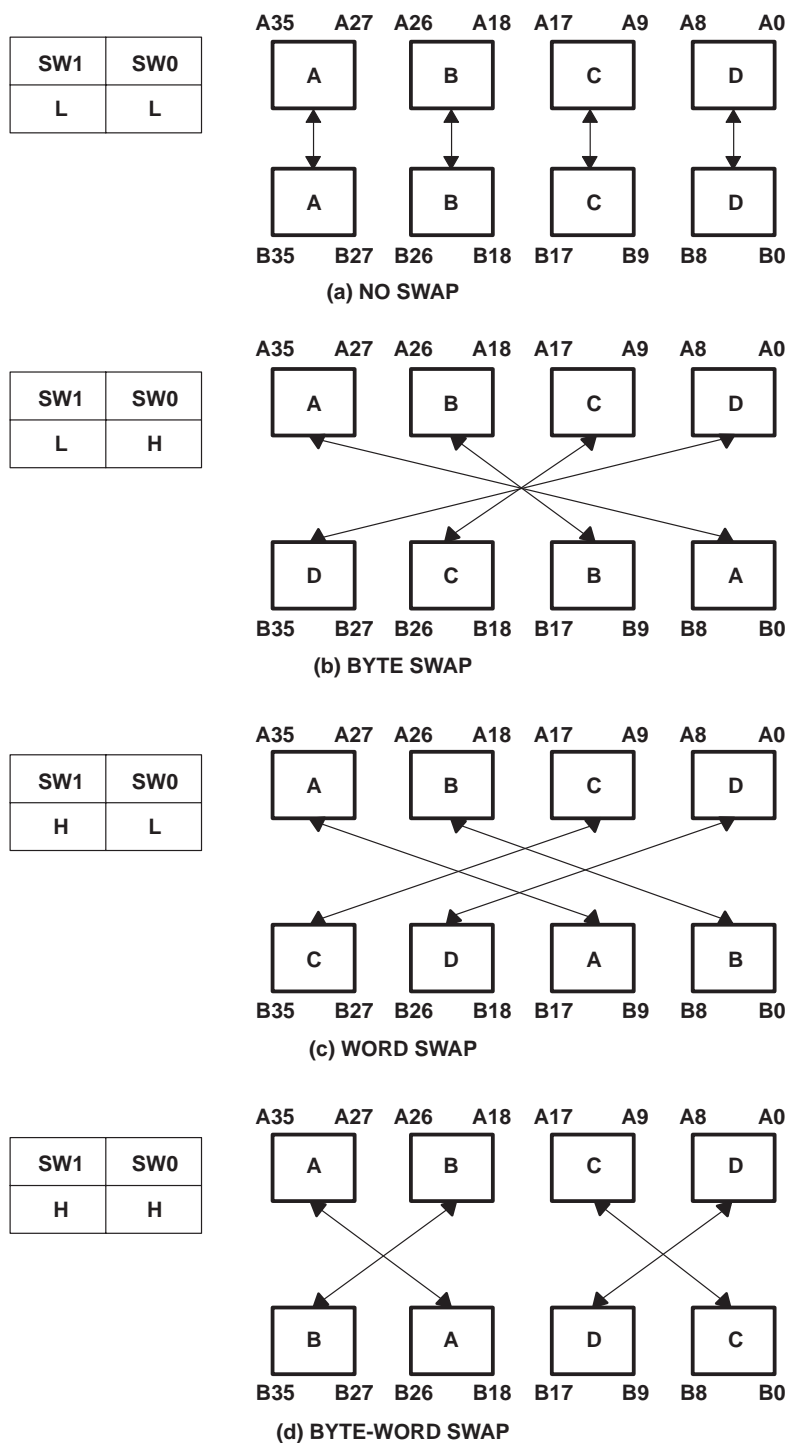 A35 A27 A26 A18 A17 A9 A8 A0
SW1 SW0
L L
A B C D
A B C D
B35 B27 B26 B18 B17 B9 B8 B0
(a) NO SWAP
A35 A27 A26 A18 A17 A9 A8 A0
SW1 SW0
L H
A B C D
D C B A
B35 B27 B26 B18 B17 B9 B8 B0
(b) BYTE SWAP
A35 A27 A26 A18 A17 A9 A8 A0
SW1 SW0
H L
A B C D
C D A B
B35 B27 B26 B18 B17 B9 B8 B0
(c) WORD SWAP
A35 A27 A26 A18 A17 A9 A8 A0
SW1 SW0
H H
A B C D
B A D C
B35 B27 B26 B18 B17 B9 B8 B0
(d) BYTE-WORD SWAP